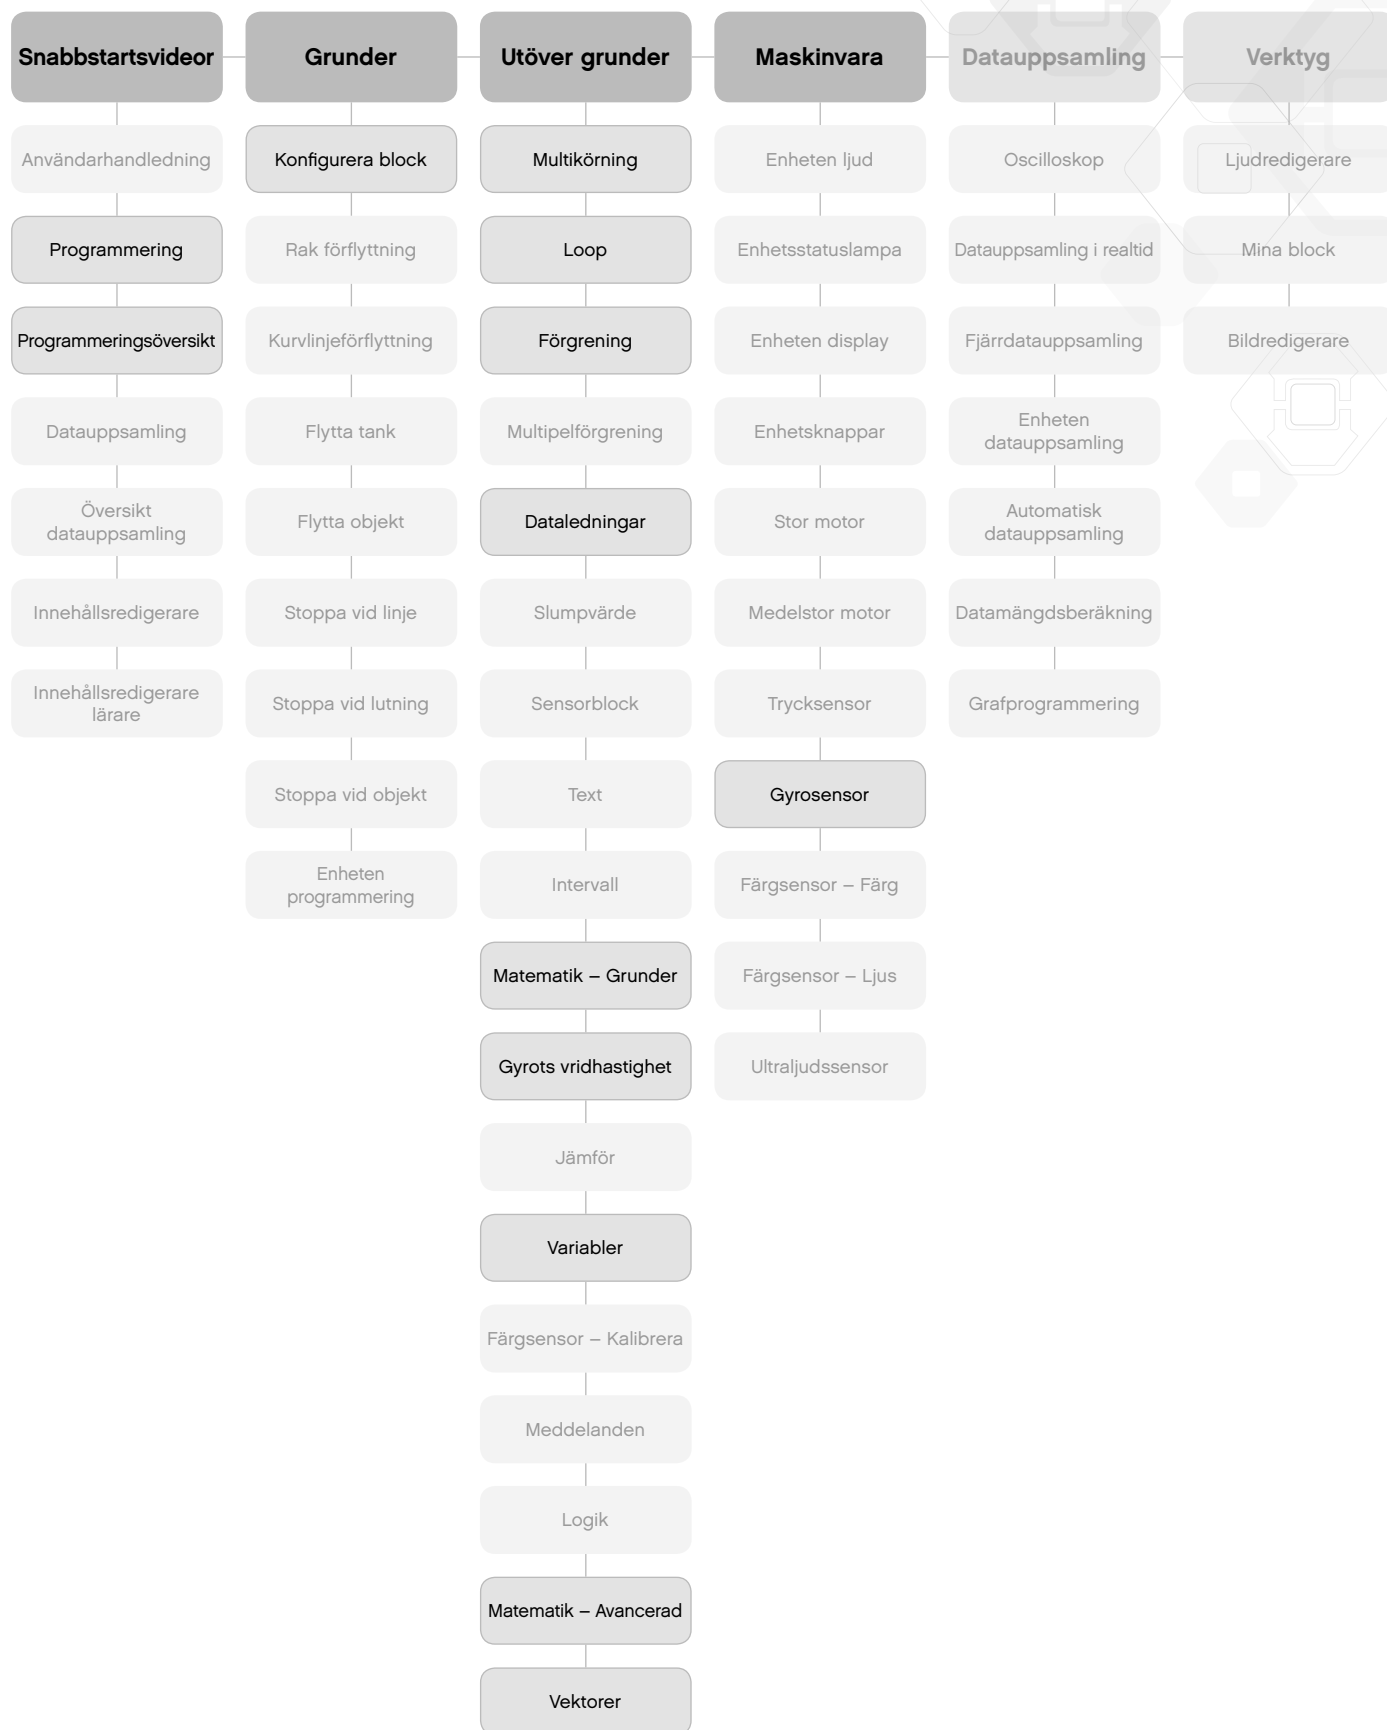 Snabbstartsvideor
Användarhandledning
Programmering
Programmeringsöversikt
Datauppsamling
Översikt
datauppsamling
Innehållsredigerare
Innehållsredigerare
lärare
Grunder
Konfigurera block
Rak förflyttning
Kurvlinjeförflyttning
Flytta tank
Flytta objekt
Stoppa vid linje
Stoppa vid lutning
Stoppa vid objekt
Enheten
programmering
Utöver grunder
Multikörning
Loop
Förgrening
Multipelförgrening
Dataledningar
Slumpvärde
Sensorblock
Text
Intervall
Matematik – Grunder
Gyrots vridhastighet
Jämför
Variabler
Färgsensor – Kalibrera
Meddelanden
Logik
Matematik – Avancerad
Vektorer
Maskinvara
Enheten ljud
Enhetsstatuslampa
Enheten display
Enhetsknappar
Stor motor
Medelstor motor
Trycksensor
Gyrosensor
Färgsensor – Färg
Färgsensor – Ljus
Ultraljudssensor
Datauppsamling
Oscilloskop
Datauppsamling i realtid
Fjärrdatauppsamling
Enheten
datauppsamling
Automatisk
datauppsamling
Datamängdsberäkning
Grafprogrammering
Verktyg
Ljudredigerare
Mina block
Bildredigerare